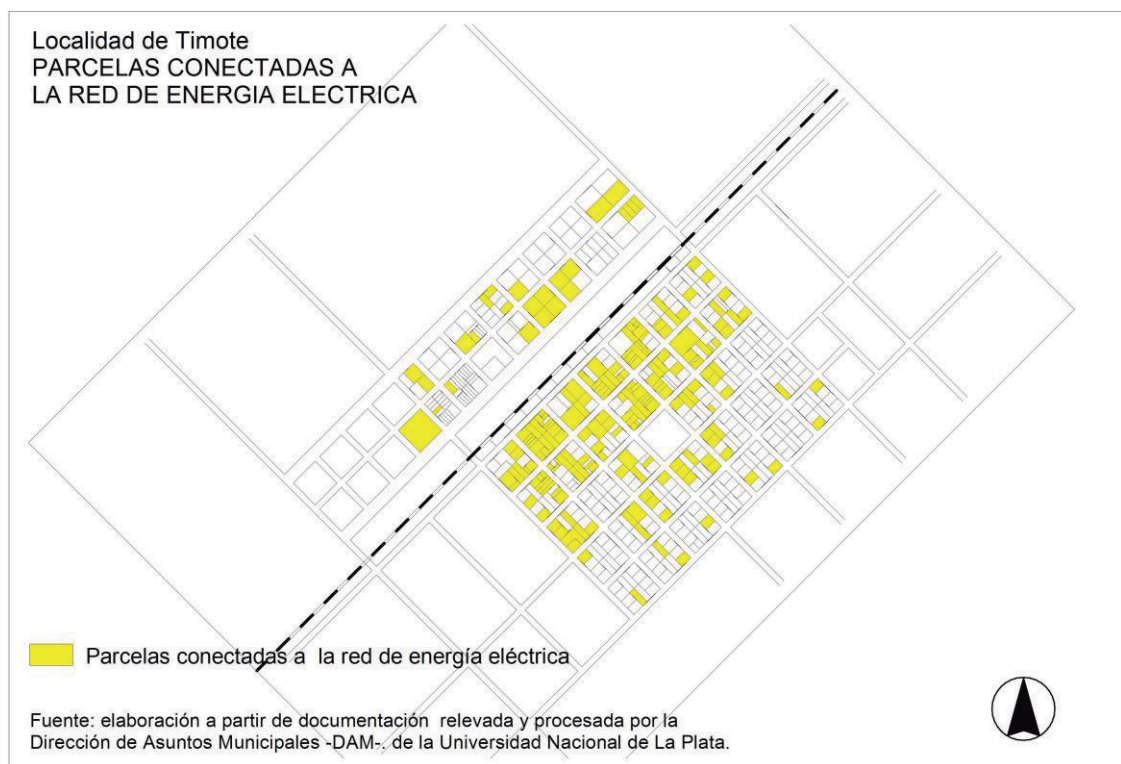 Localidad de Timote
PARCELAS CONECTADAS A
LA RED DE ENERGIA ELECTRICA
Parcelas conectadas a la red de energía eléctrica
Fuente: elaboración a partir de documentación relevada y procesada por la
Dirección de Asuntos Municipales -DAM-. de la Universidad Nacional de La Plata.